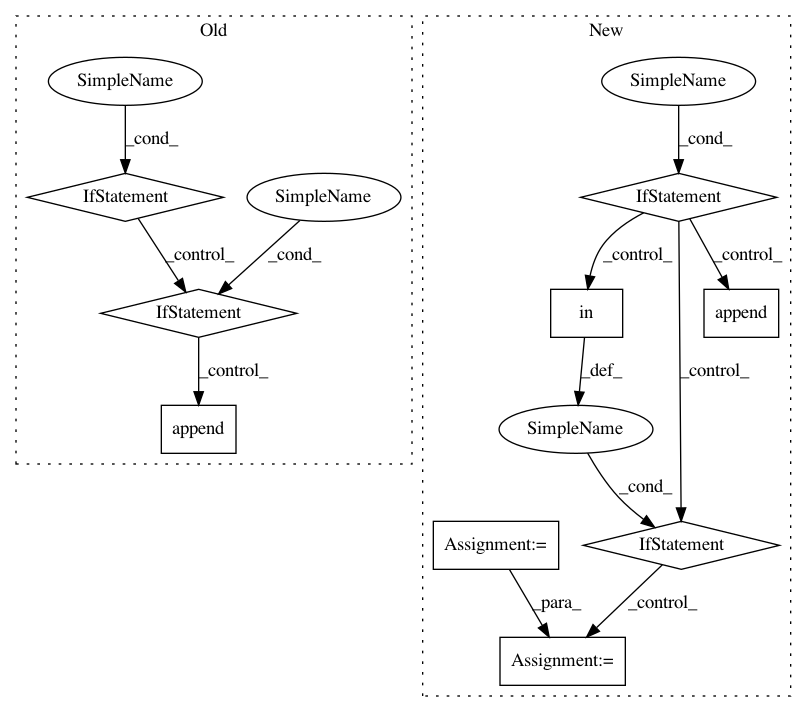 Old
New
SimpleName
SimpleName
_cond_
_cond_
IfStatement
SimpleName
IfStatement
_control_
_cond_
_control_
_control_
IfStatement
in
append
_control_
_def_
_control_
append
SimpleName
_cond_
Assignment:=
IfStatement
_para_
_control_
Assignment:=